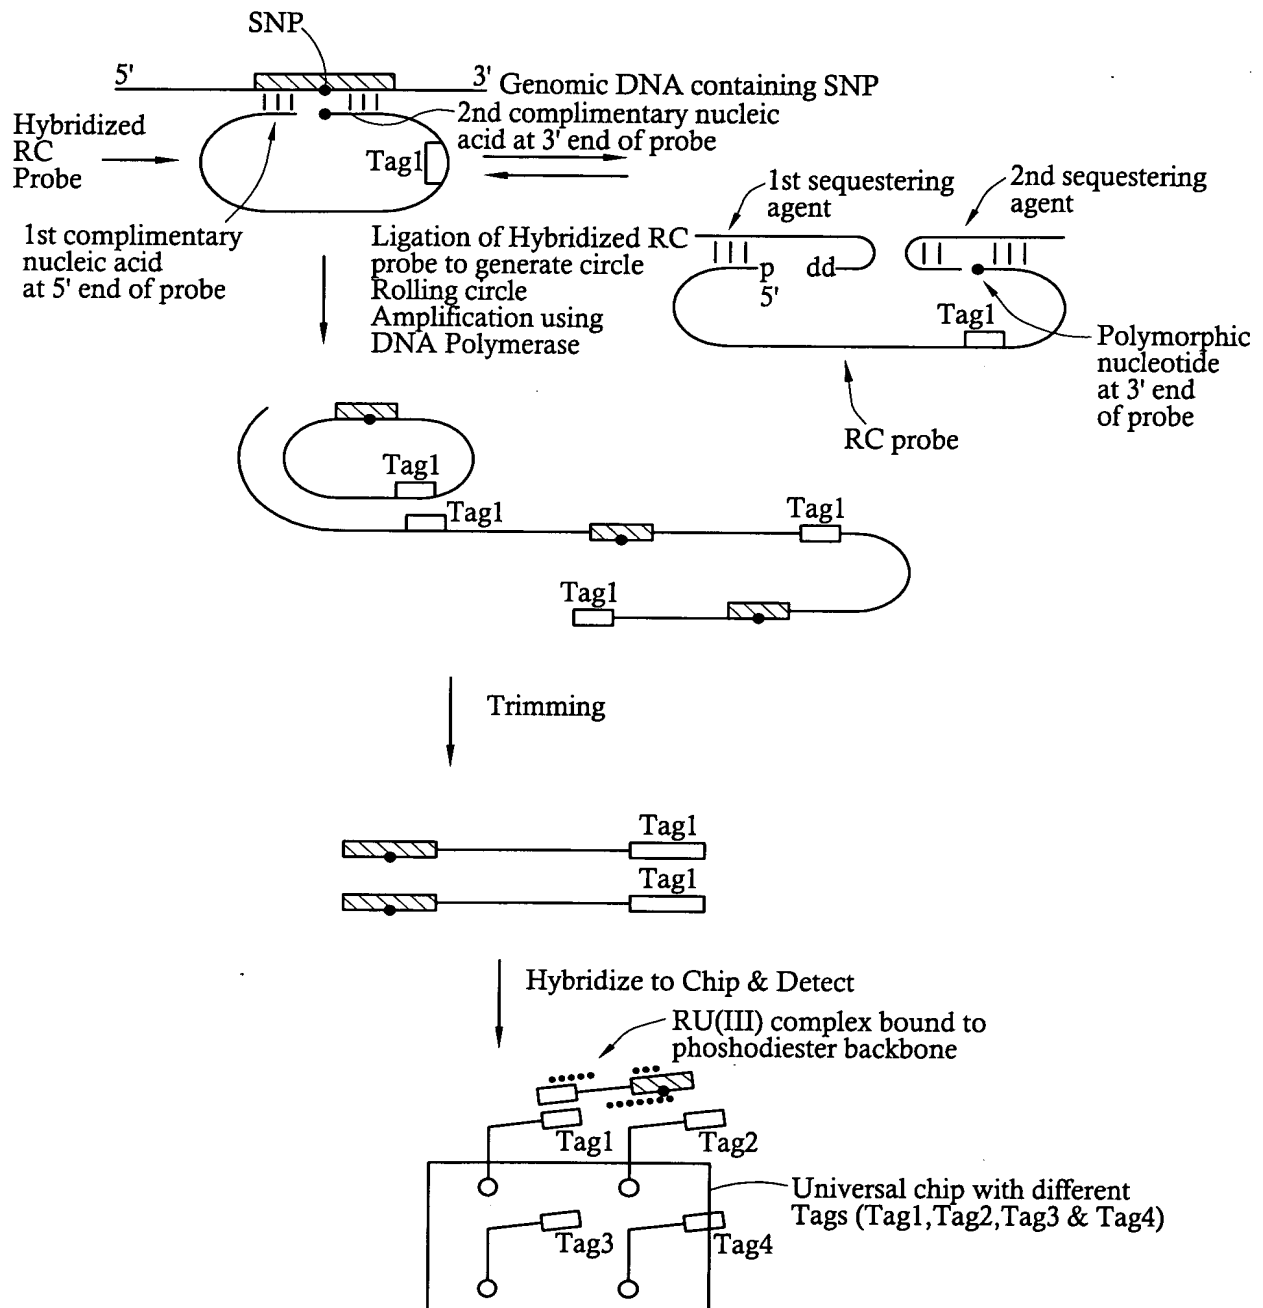 SNP
5'
3'
Genomic DNA containing SNP
2nd complimentary nucleic
acid at 3' end of probe
Hybridized
RC
Probe
Tag1
1st sequestering
agent
2nd sequestering
agent
1st complimentary
nucleic acid
at 5' end of probe
Ligation of Hybridized RC
probe to generate circle
Rolling circle
Amplification using
DNA Polymerase
p
dd
5'
Tag1
Polymorphic
nucleotide
at 3' end
of probe
RC probe
Tag1
Tag1
Tag1
Tag1
Trimming
Tag1
Tag1
Hybridize to Chip & Detect
RU(III) complex bound to
phoshodiester backbone
Tag1
Tag2
Universal chip with different
Tags (Tag1,Tag2,Tag3 & Tag4)
Tag3
Tag4